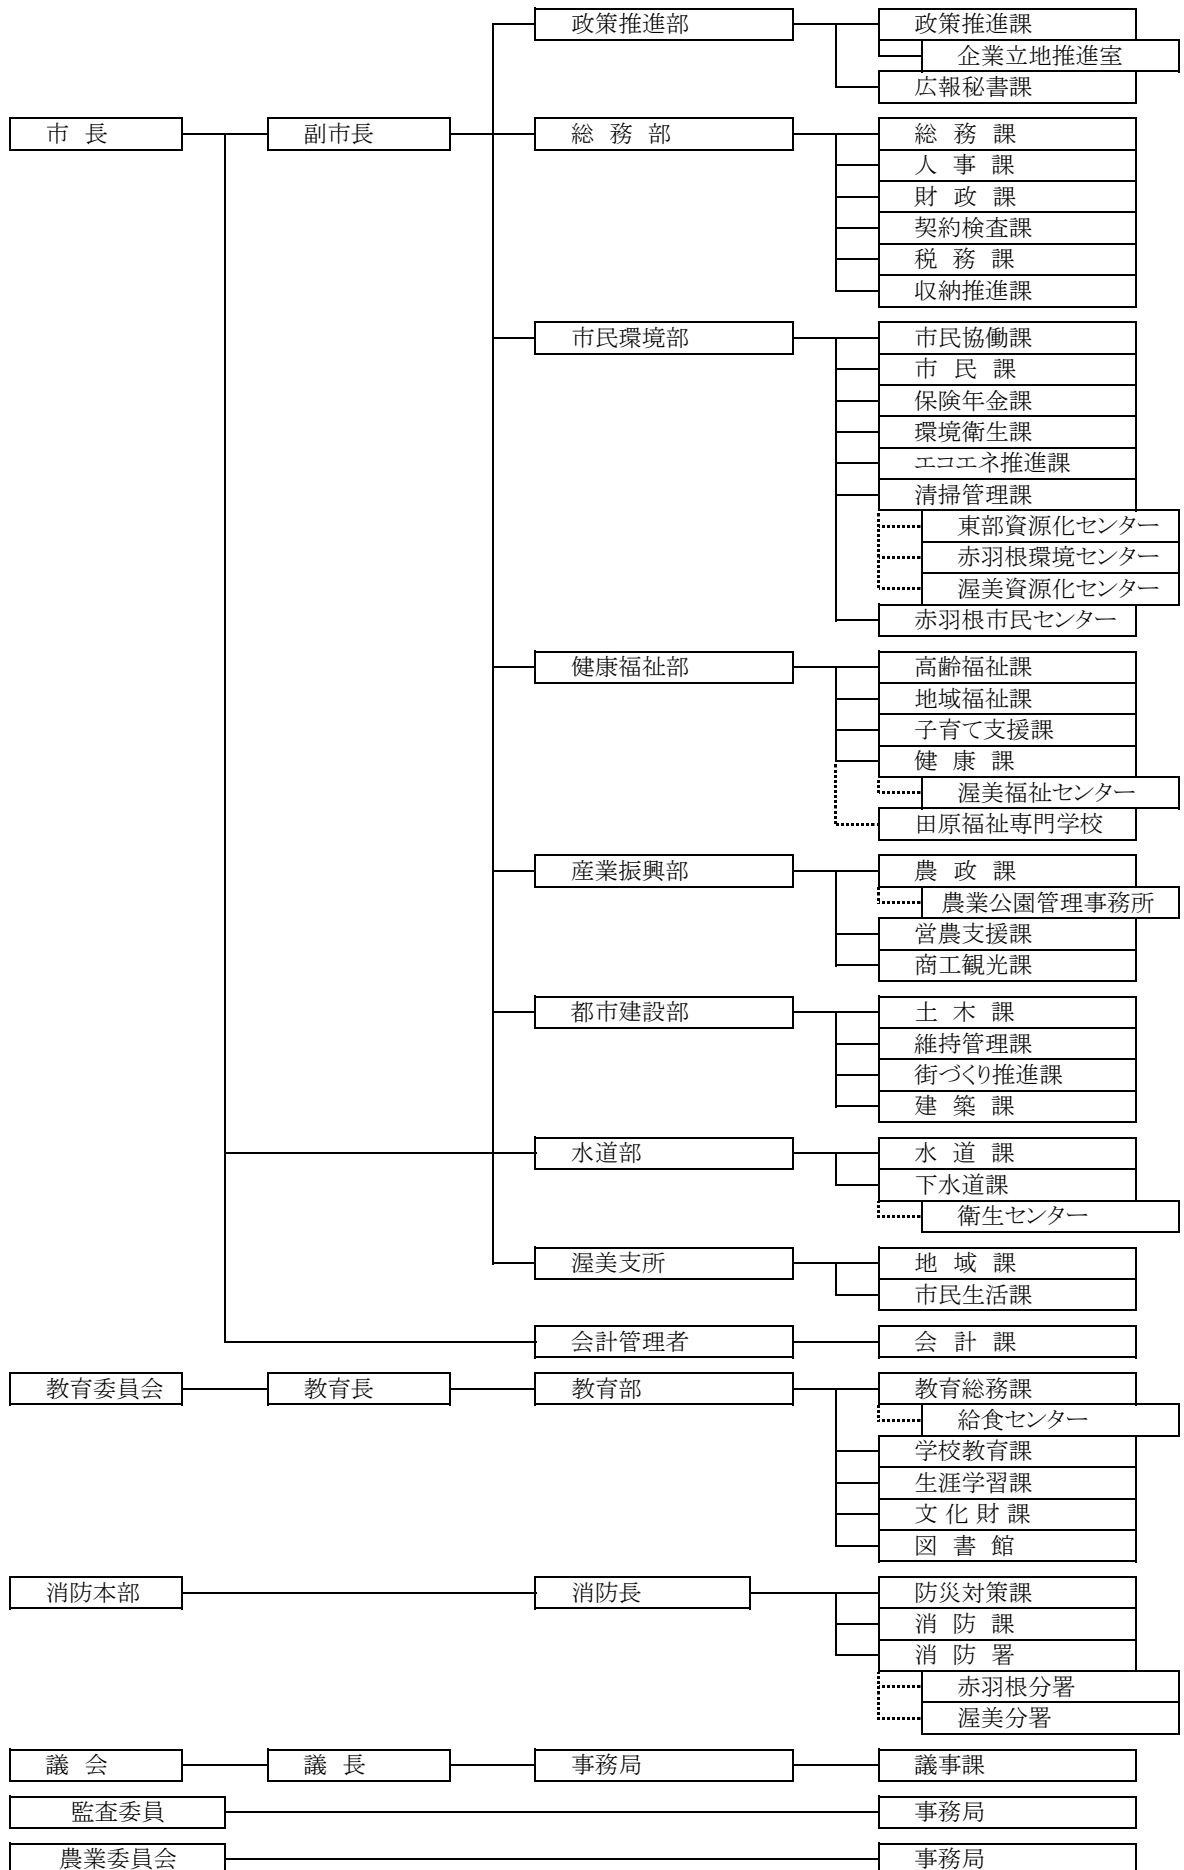 政策推進部 政策推進課
企業立地推進室
広報秘書課
市 長 副市長 総 務 部 総 務 課
人 事 課
財 政 課
契約検査課
税 務 課
収納推進課
市民環境部 市民協働課
市 民 課
保険年金課
環境衛生課
エコエネ推進課
清掃管理課
東部資源化センター
赤羽根環境センター
渥美資源化センター
赤羽根市民センター
健康福祉部 高齢福祉課
地域福祉課
子育て支援課
健 康 課
渥美福祉センター
田原福祉専門学校
産業振興部 農 政 課
農業公園管理事務所
営農支援課
商工観光課
都市建設部 土 木 課
維持管理課
街づくり推進課
建 築 課
水道部 水 道 課
下水道課
衛生センター
渥美支所 地 域 課
市民生活課
会計管理者 会 計 課
教育委員会 教育長 教育部 教育総務課
給食センター
学校教育課
生涯学習課
文 化 財 課
図 書 館
消防本部 消防長 防災対策課
消 防 課
消 防 署
赤羽根分署
渥美分署
議 会 議 長 事務局 議事課
監査委員 事務局
農業委員会 事務局